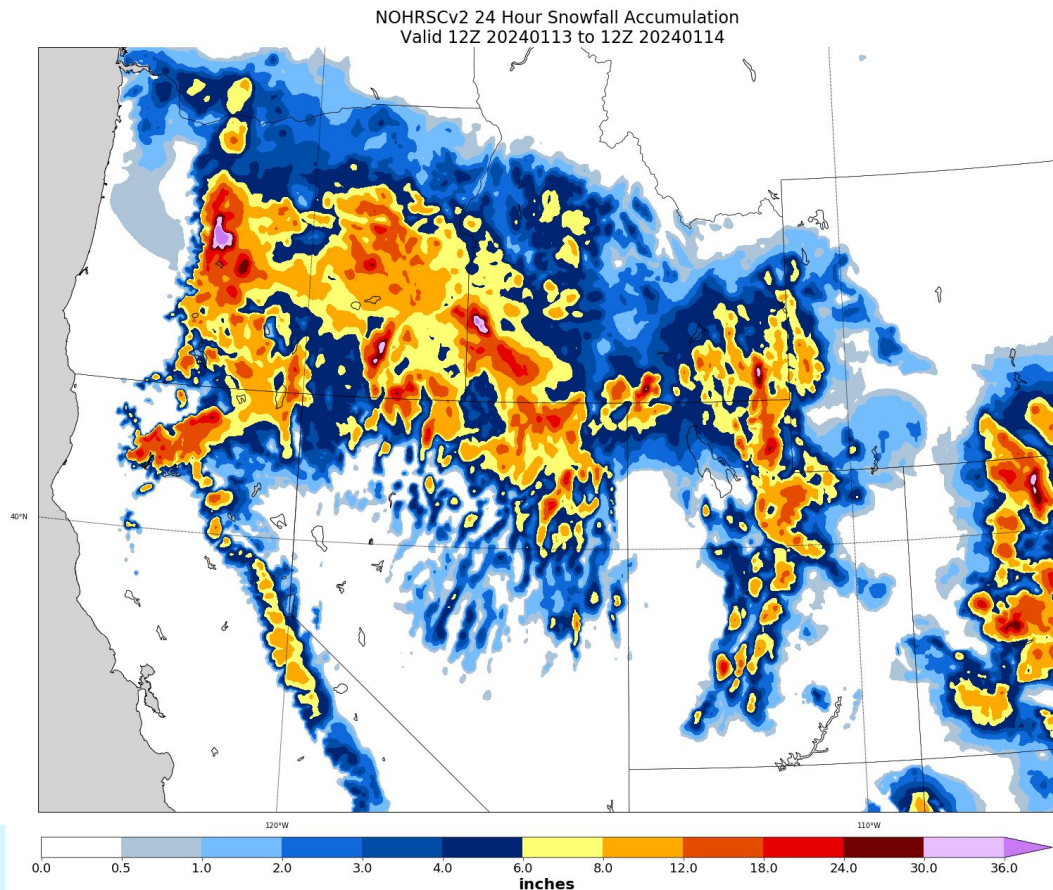 NOHRSCv2 24 Hour Snowfall Accumulation
Valid 12Z 20240113 to 12Z 20240114
40°N
120°W 110°W
0.0 0.5 1.0 2.0 3.0 4.0 6.0 8.0 12.0 18.0 24.0 30.0 36.0
inches